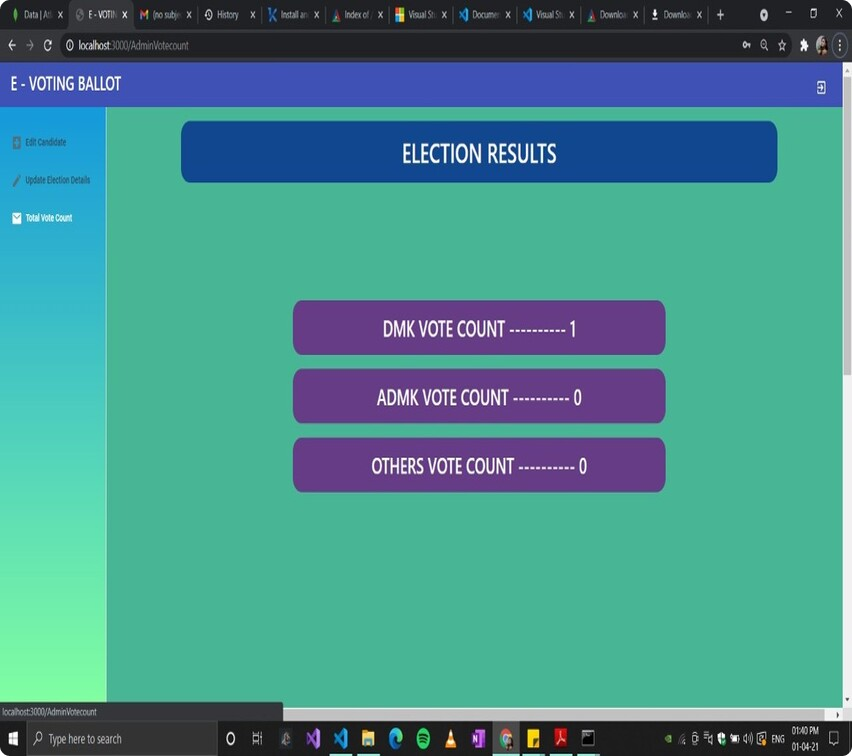 Data | Atl
E - VOTIN
(no subje
History
Install an
Index of /
Visual Stu
Docume
Visual St
Downloa
Downloa
localhost:3000/AdminVotecount
E - VOTING BALLOT
ELECTION RESULTS
Edit Candidate
Update Election Details
Total Vote Count
DMK VOTE COUNT ---------- 1
ADMK VOTE COUNT ---------- 0
OTHERS VOTE COUNT ---------- 0
localhost:3000/AdminVotecount
Type here to search
ENG
01:40 PM
01-04-21